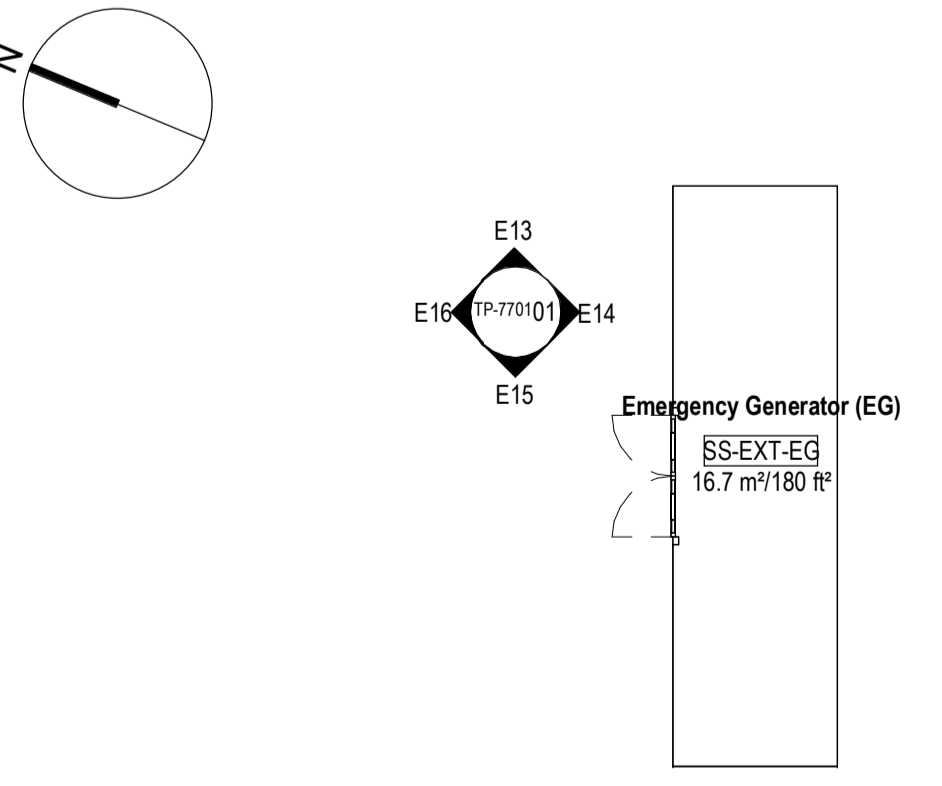 N
E13
E16 TP-770101 E14
E15
Emergency Generator (EG)
SS-EXT-EG
16.7 m²/180 ft²